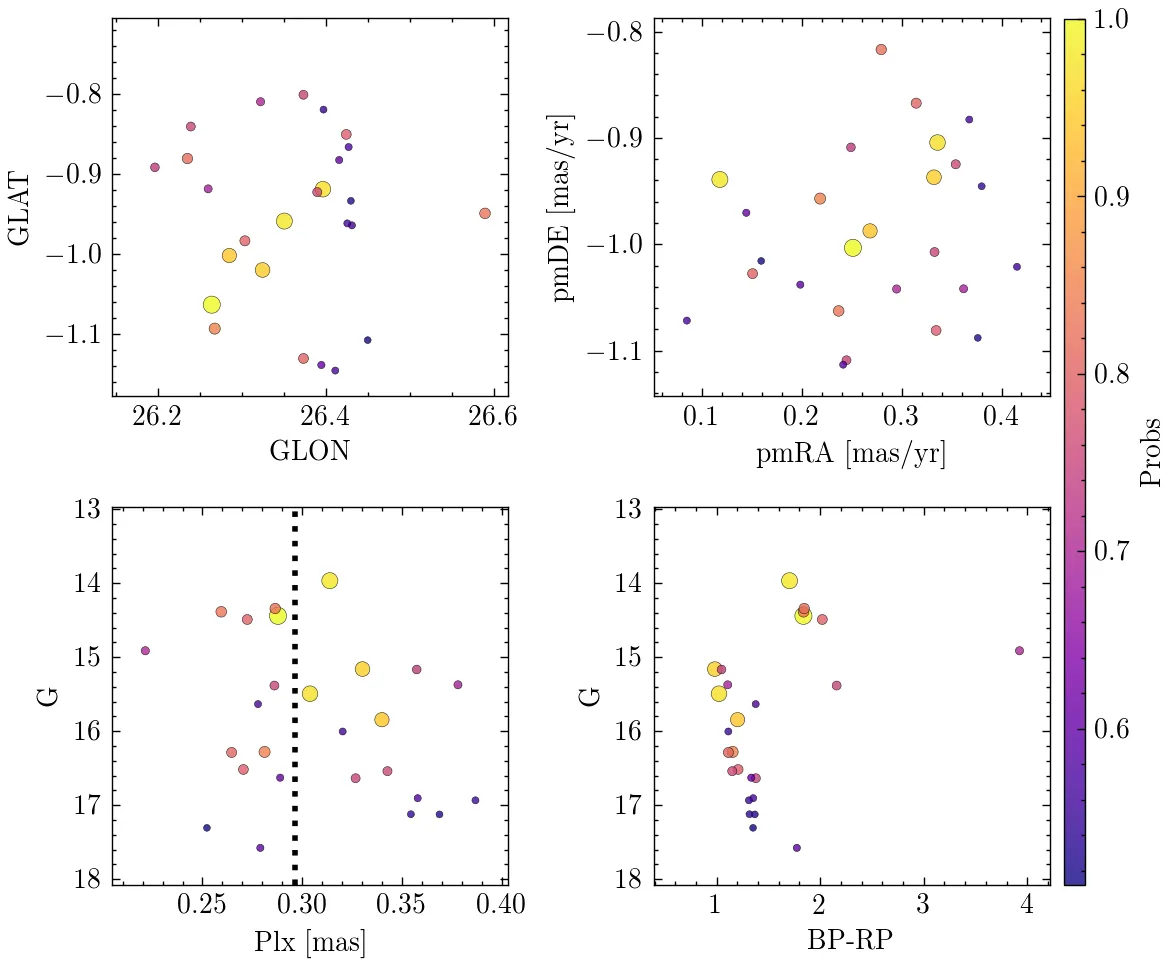 −0.8
−0.9
−1.0
−1.1
GLAT
26.2 26.4 26.6
GLON
−0.8
−0.9
−1.0
−1.1
pmDE [mas/yr]
0.1 0.2 0.3 0.4
pmRA [mas/yr]
1.0
0.9
0.8
0.7
0.6
Probs
13
14
15
16
17
18
G
0.25 0.30 0.35 0.40
Plx [mas]
13
14
15
16
17
18
G
1 2 3 4
BP-RP